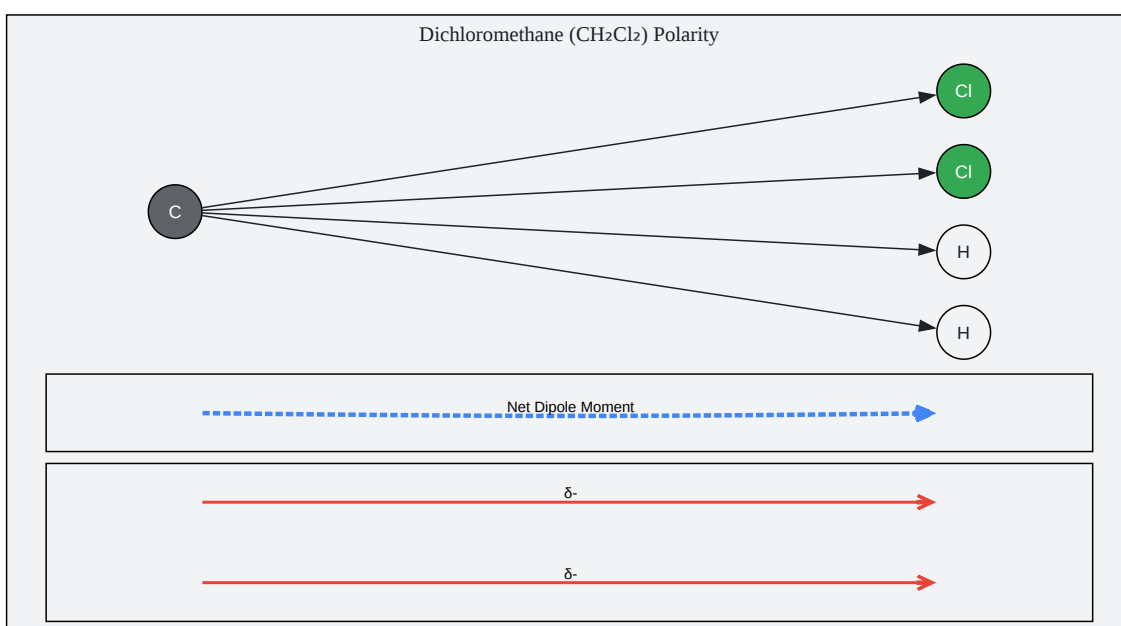 Dichloromethane (CH₂Cl₂) Polarity
Cl
Cl
C
H
H
Net Dipole Moment
δ-
δ-